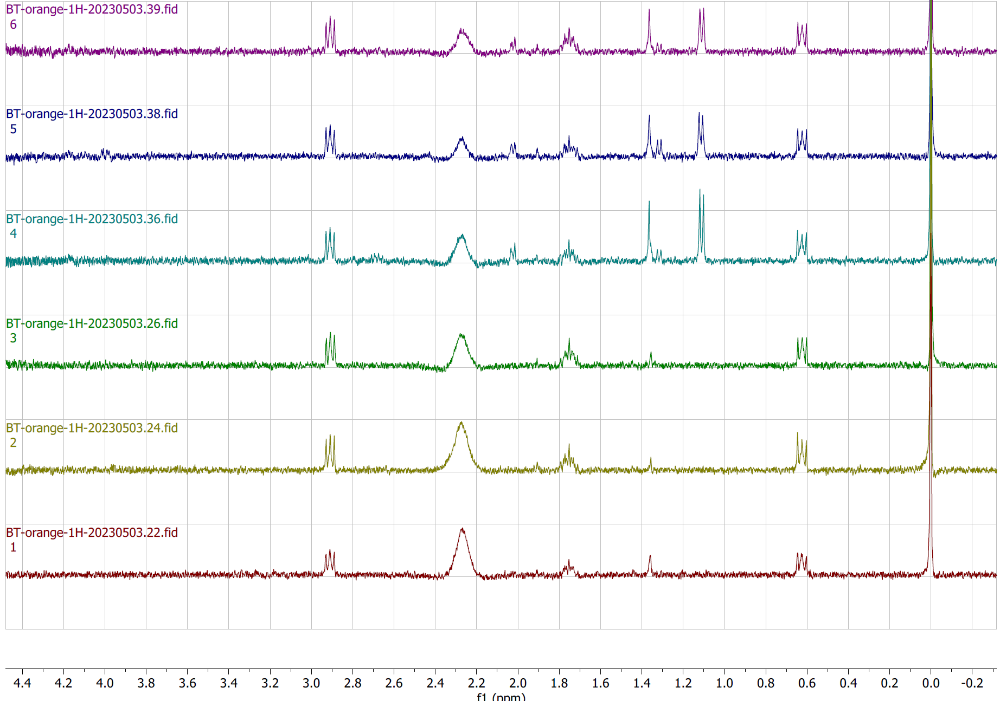 BT-orange-1H-20230503.39.fid
6
BT-orange-1H-20230503.38.fid
5
BT-orange-1H-20230503.36.fid
4
BT-orange-1H-20230503.26.fid
3
BT-orange-1H-20230503.24.fid
2
BT-orange-1H-20230503.22.fid
1
4.4 4.2 4.0 3.8 3.6 3.4 3.2 3.0 2.8 2.6 2.4 2.2 2.0 1.8 1.6 1.4 1.2 1.0 0.8 0.6 0.4 0.2 0.0 -0.2
f1 (ppm)